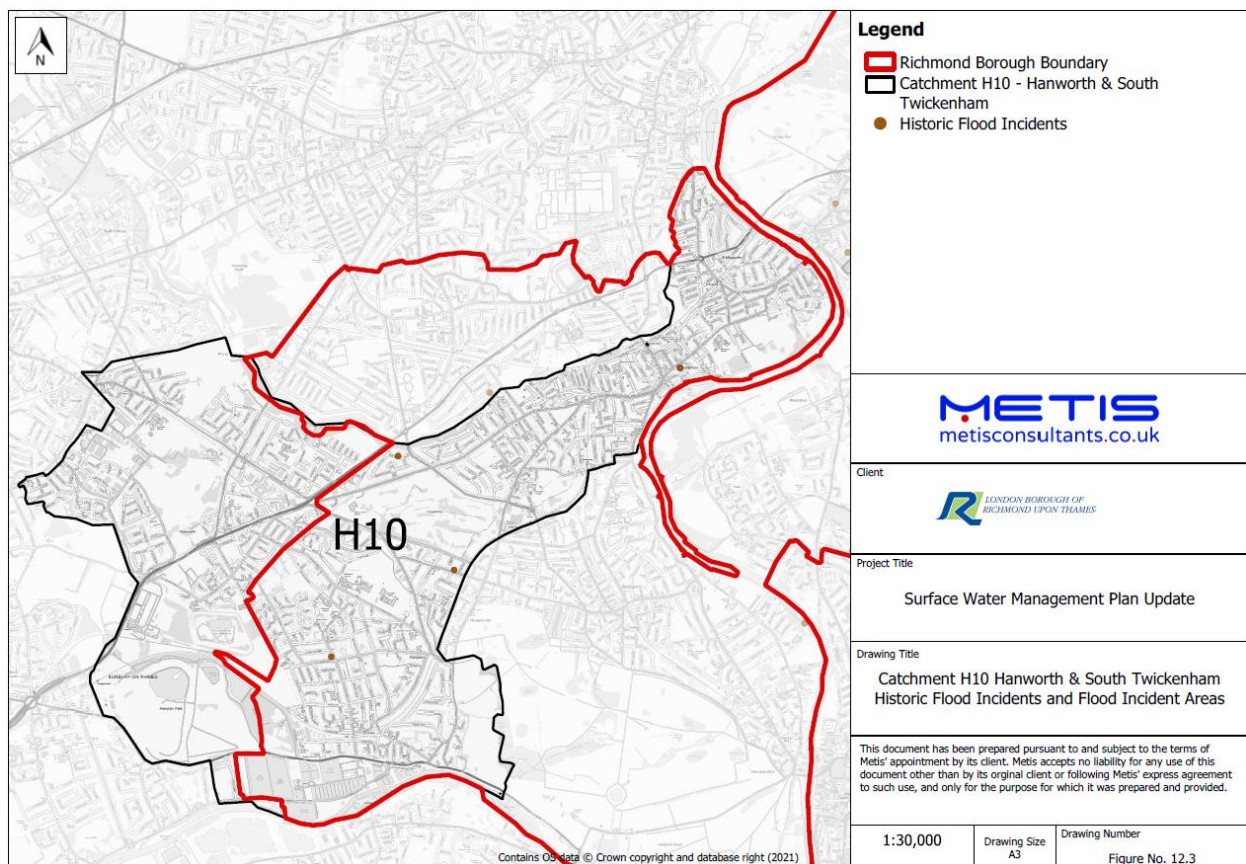 N
H10
SUNBURY-ON-THAMES
Kempton Park
Contains OS data © Crown copyright and database right (2021)
Legend
Richmond Borough Boundary
Catchment H10 - Hanworth & South
Twickenham
Historic Flood Incidents
METIS
metisconsultants.co.uk
Client
LONDON BOROUGH OF
RICHMOND UPON THAMES
Project Title
Surface Water Management Plan Update
Drawing Title
Catchment H10 Hanworth & South Twickenham
Historic Flood Incidents and Flood Incident Areas
This document has been prepared pursuant to and subject to the terms of
Metis' appointment by its client. Metis accepts no liability for any use of this
document other than by its orginal client or following Metis' express agreement
to such use, and only for the purpose for which it was prepared and provided.
1:30,000
Drawing Size
A3
Drawing Number
Figure No. 12.3